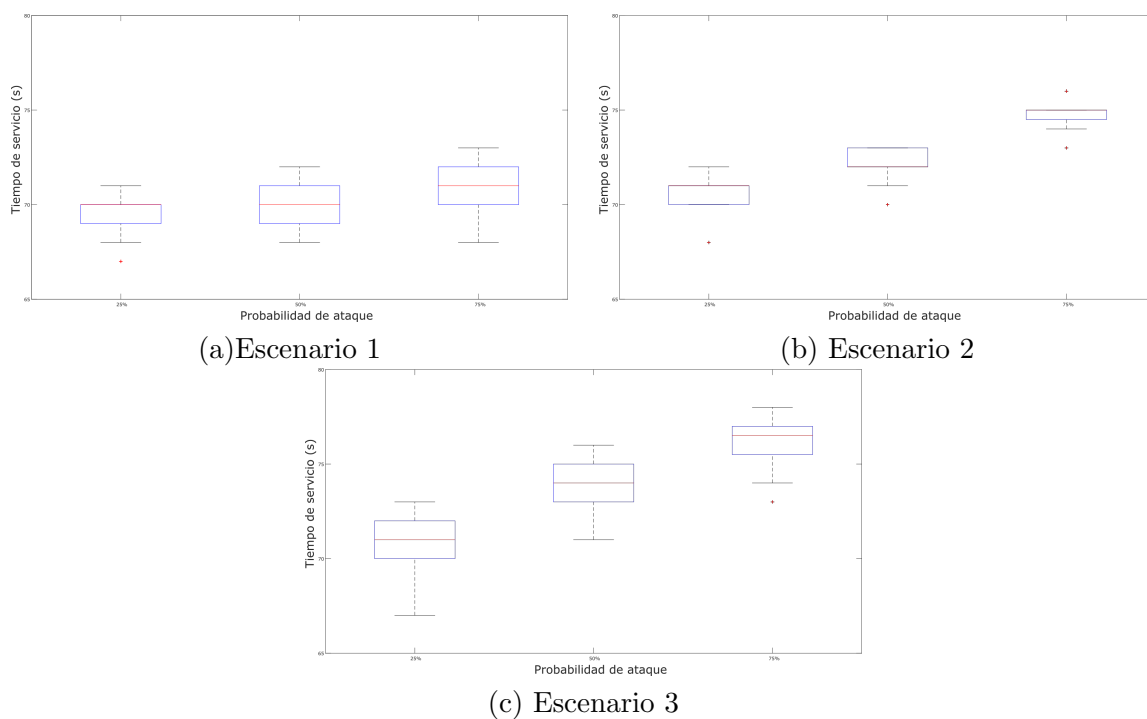 80
75
70
65
Tiempo de servicio (s)
25% 50% 75%
Probabilidad de ataque
(a)Escenario 1
80
75
70
65
Tiempo de servicio (s)
25% 50% 75%
Probabilidad de ataque
(b) Escenario 2
80
75
70
65
Tiempo de servicio (s)
25% 50% 75%
Probabilidad de ataque
(c) Escenario 3